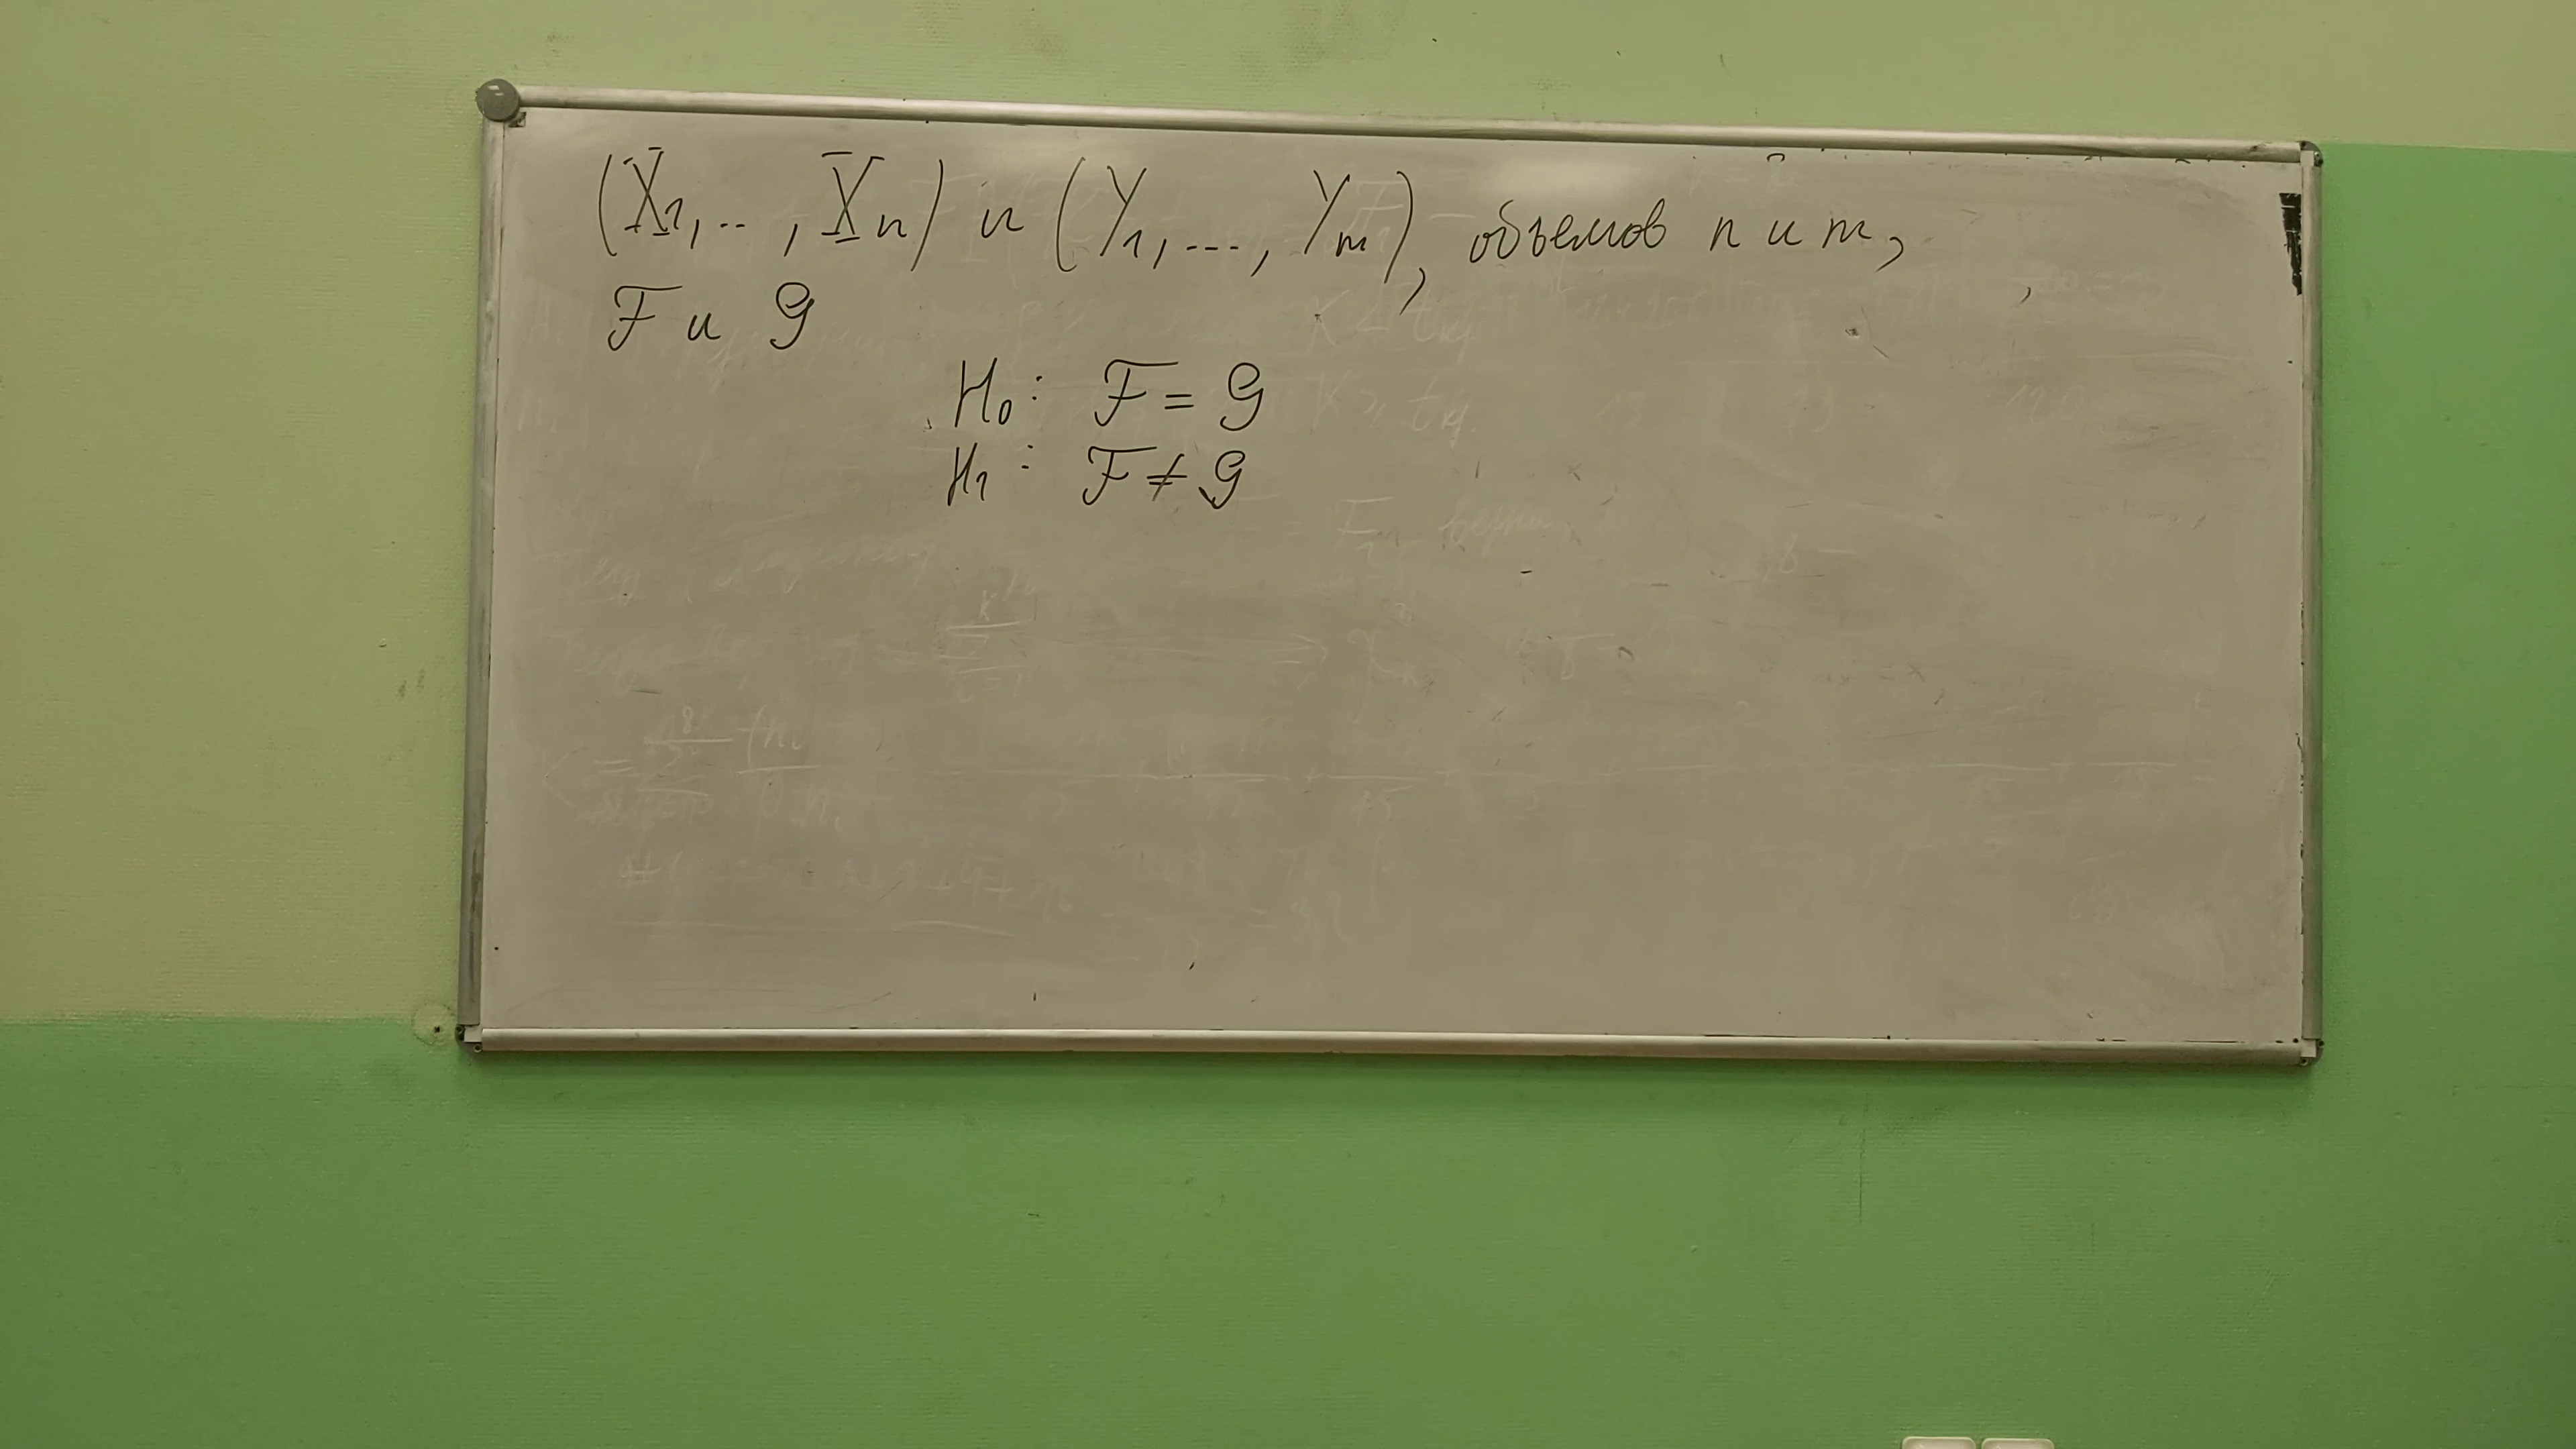 (X₁,.., Xₙ) и (Y₁,..., Yₘ), объемов n и m,
F и G
H₀: F = G
H₁: F ≠ G